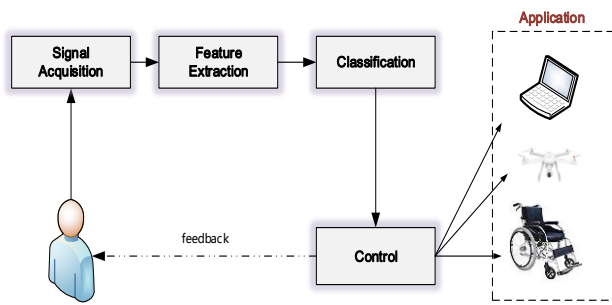 Application
Signal
Acquisition
Feature
Extraction
Classification
feedback
Control